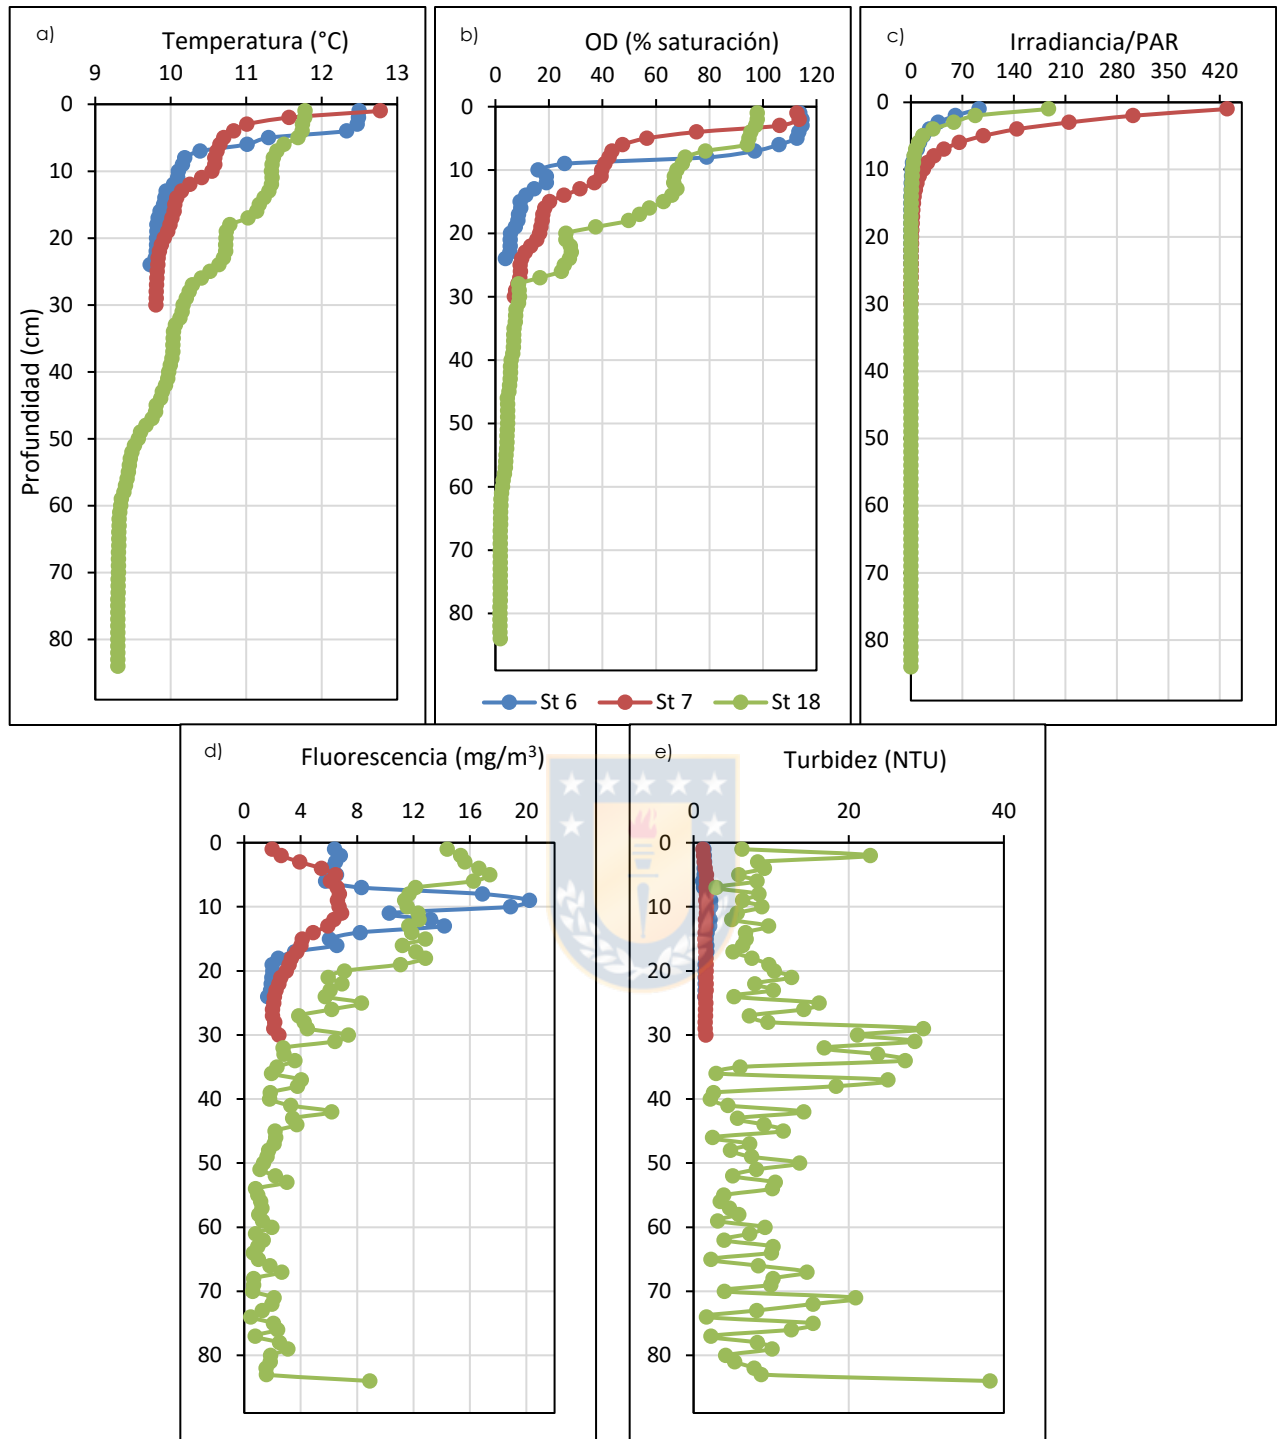 a)
Temperatura (°C)
9 10 11 12 13
0
10
20
30
40
50
60
70
80
Profundidad (cm)
b)
OD (% saturación)
0 20 40 60 80 100 120
0
10
20
30
40
50
60
70
80
St 6 St 7 St 18
c)
Irradiancia/PAR
0 70 140 210 280 350 420
0
10
20
30
40
50
60
70
80
d)
Fluorescencia (mg/m³)
0 4 8 12 16 20
0
10
20
30
40
50
60
70
80
e)
Turbidez (NTU)
0 20 40
0
10
20
30
40
50
60
70
80